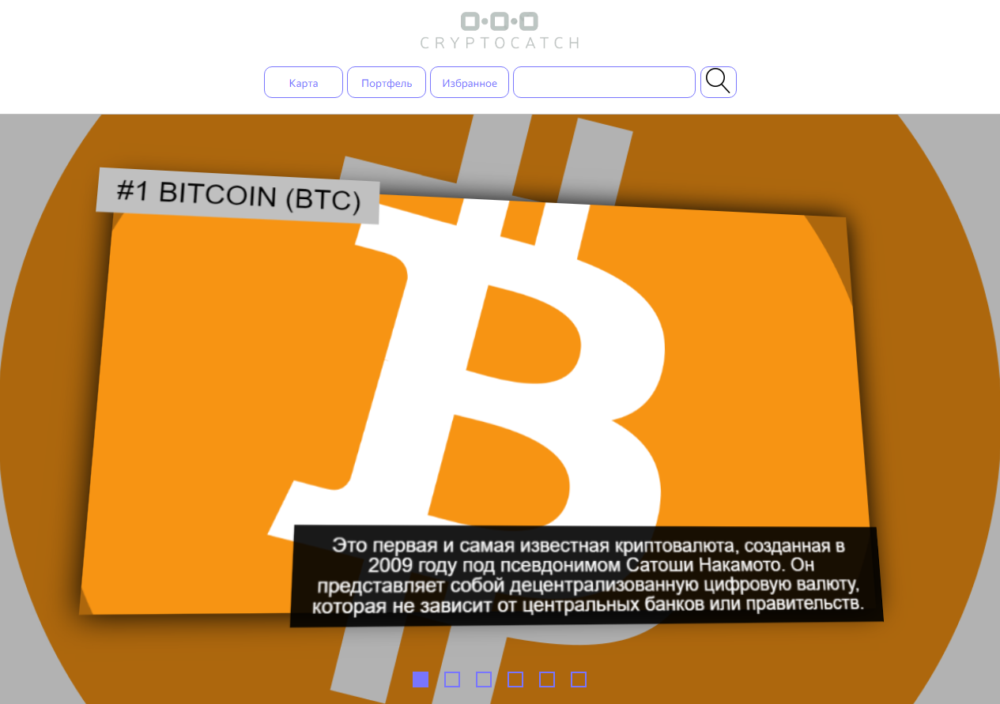 CRYPTOCATCH
Карта
Портфель
Избранное
#1 BITCOIN (BTC)
Это первая и самая известная криптовалюта, созданная в
2009 году под псевдонимом Сатоши Накамото. Он
представляет собой децентрализованную цифровую валюту,
которая не зависит от центральных банков или правительств.